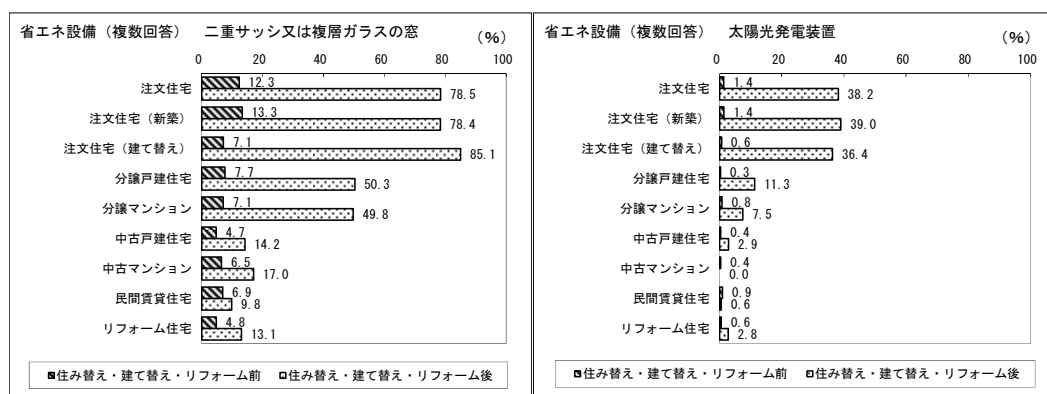 省エネ設備（複数回答）　二重サッシ又は複層ガラスの窓　（%）
0 20 40 60 80 100
注文住宅 12.3 78.5
注文住宅（新築） 13.3 78.4
注文住宅（建て替え） 7.1 85.1
分譲戸建住宅 7.7 50.3
分譲マンション 7.1 49.8
中古戸建住宅 4.7 14.2
中古マンション 6.5 17.0
民間賃貸住宅 6.9 9.8
リフォーム住宅 4.8 13.1
住み替え・建て替え・リフォーム前 住み替え・建て替え・リフォーム後
省エネ設備（複数回答）　太陽光発電装置　（%）
0 20 40 60 80 100
注文住宅 1.4 38.2
注文住宅（新築） 1.4 39.0
注文住宅（建て替え） 0.6 36.4
分譲戸建住宅 0.3 11.3
分譲マンション 0.8 7.5
中古戸建住宅 0.4 2.9
中古マンション 0.4 0.0
民間賃貸住宅 0.9 0.6
リフォーム住宅 0.6 2.8
住み替え・建て替え・リフォーム前 住み替え・建て替え・リフォーム後